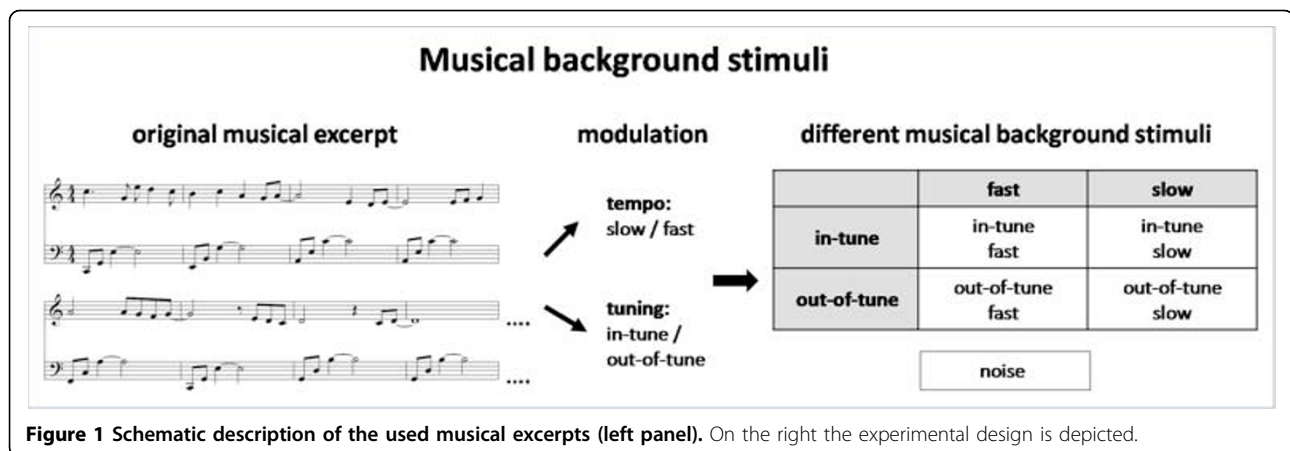 Musical background stimuli
original musical excerpt
modulation
different musical background stimuli
tempo:
slow / fast
tuning:
in-tune /
out-of-tune
....
....
fast
slow
in-tune
in-tune
fast
in-tune
slow
out-of-tune
out-of-tune
fast
out-of-tune
slow
noise
Figure 1 Schematic description of the used musical excerpts (left panel). On the right the experimental design is depicted.